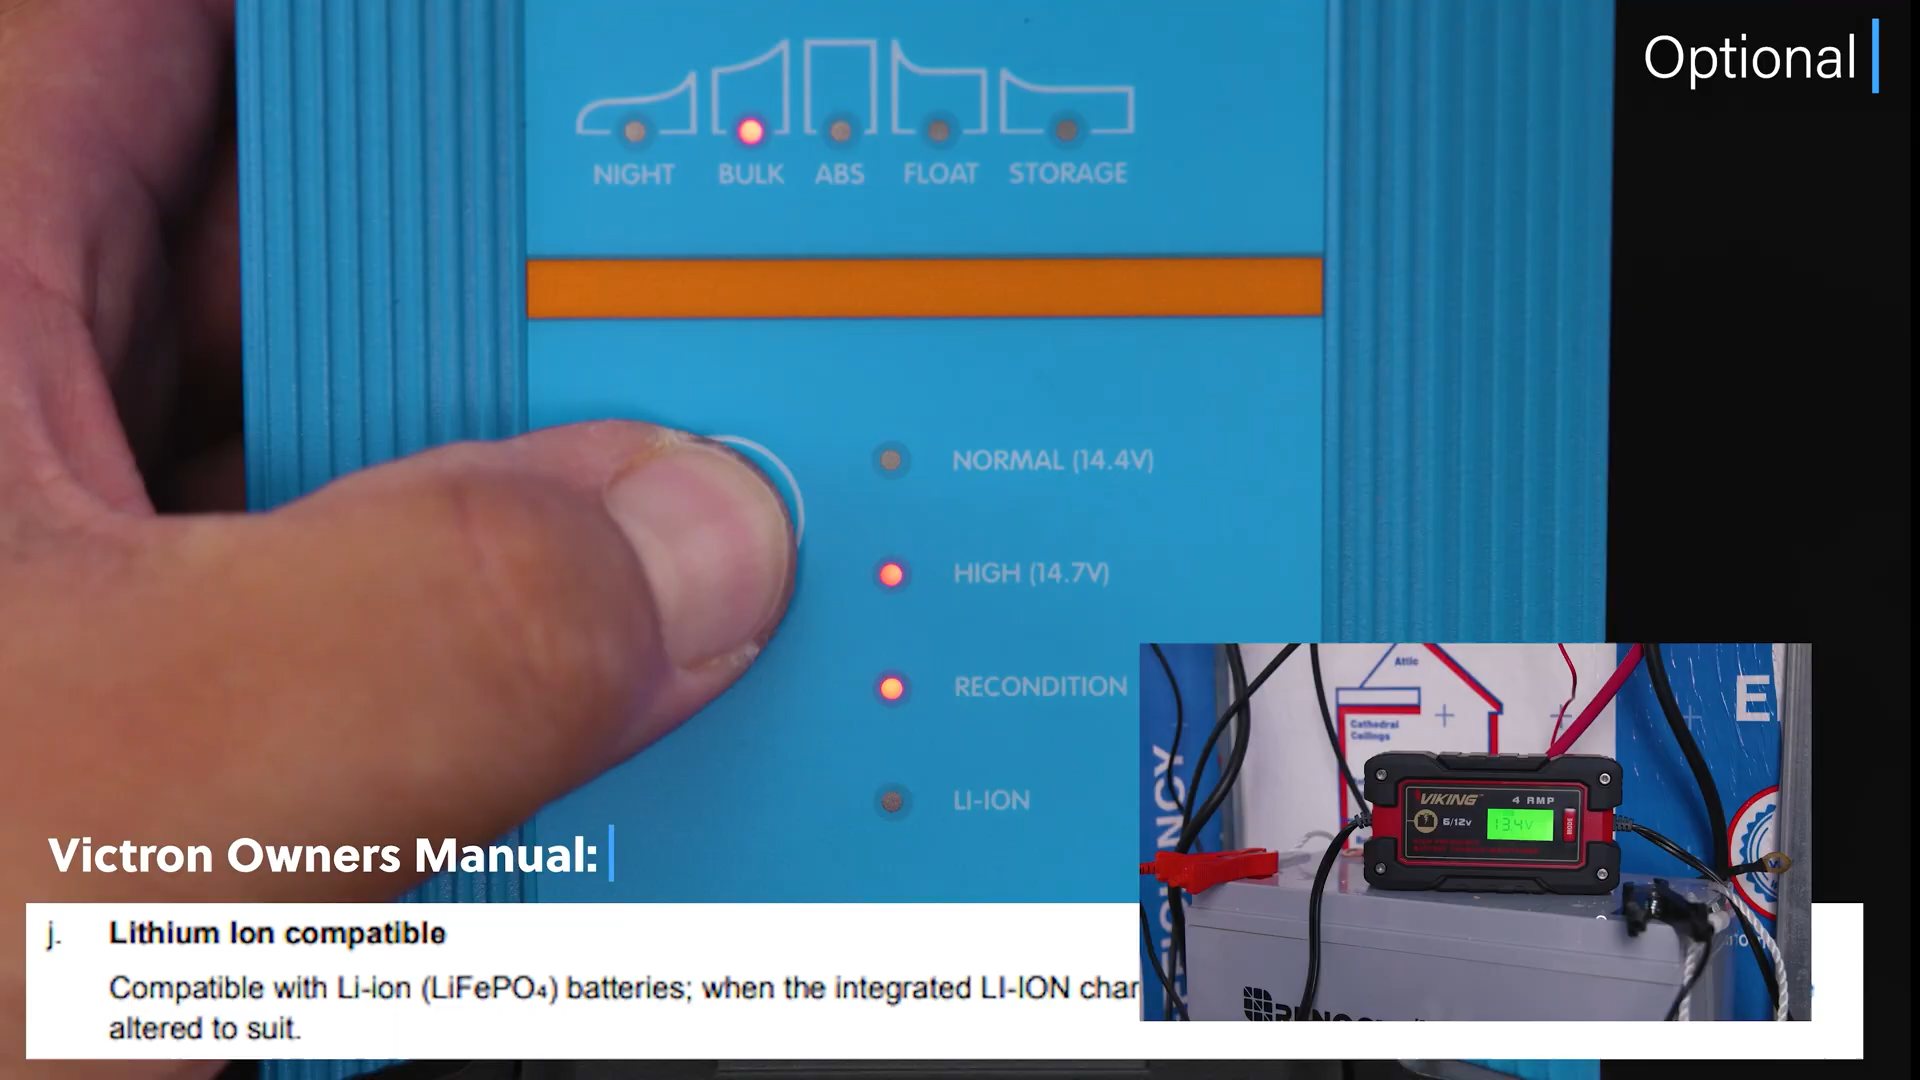 Optional
NIGHT BULK ABS FLOAT STORAGE
NORMAL (14.4V)
HIGH (14.7V)
RECONDITION
LI-ION
Victron Owners Manual:
j. Lithium Ion compatible
Compatible with Li-ion (LiFePO₄) batteries; when the integrated LI-ION char
altered to suit.
Attic
Cathedral
Ceilings
E
VIKING 4 AMP
6/12v 13.4V MODE